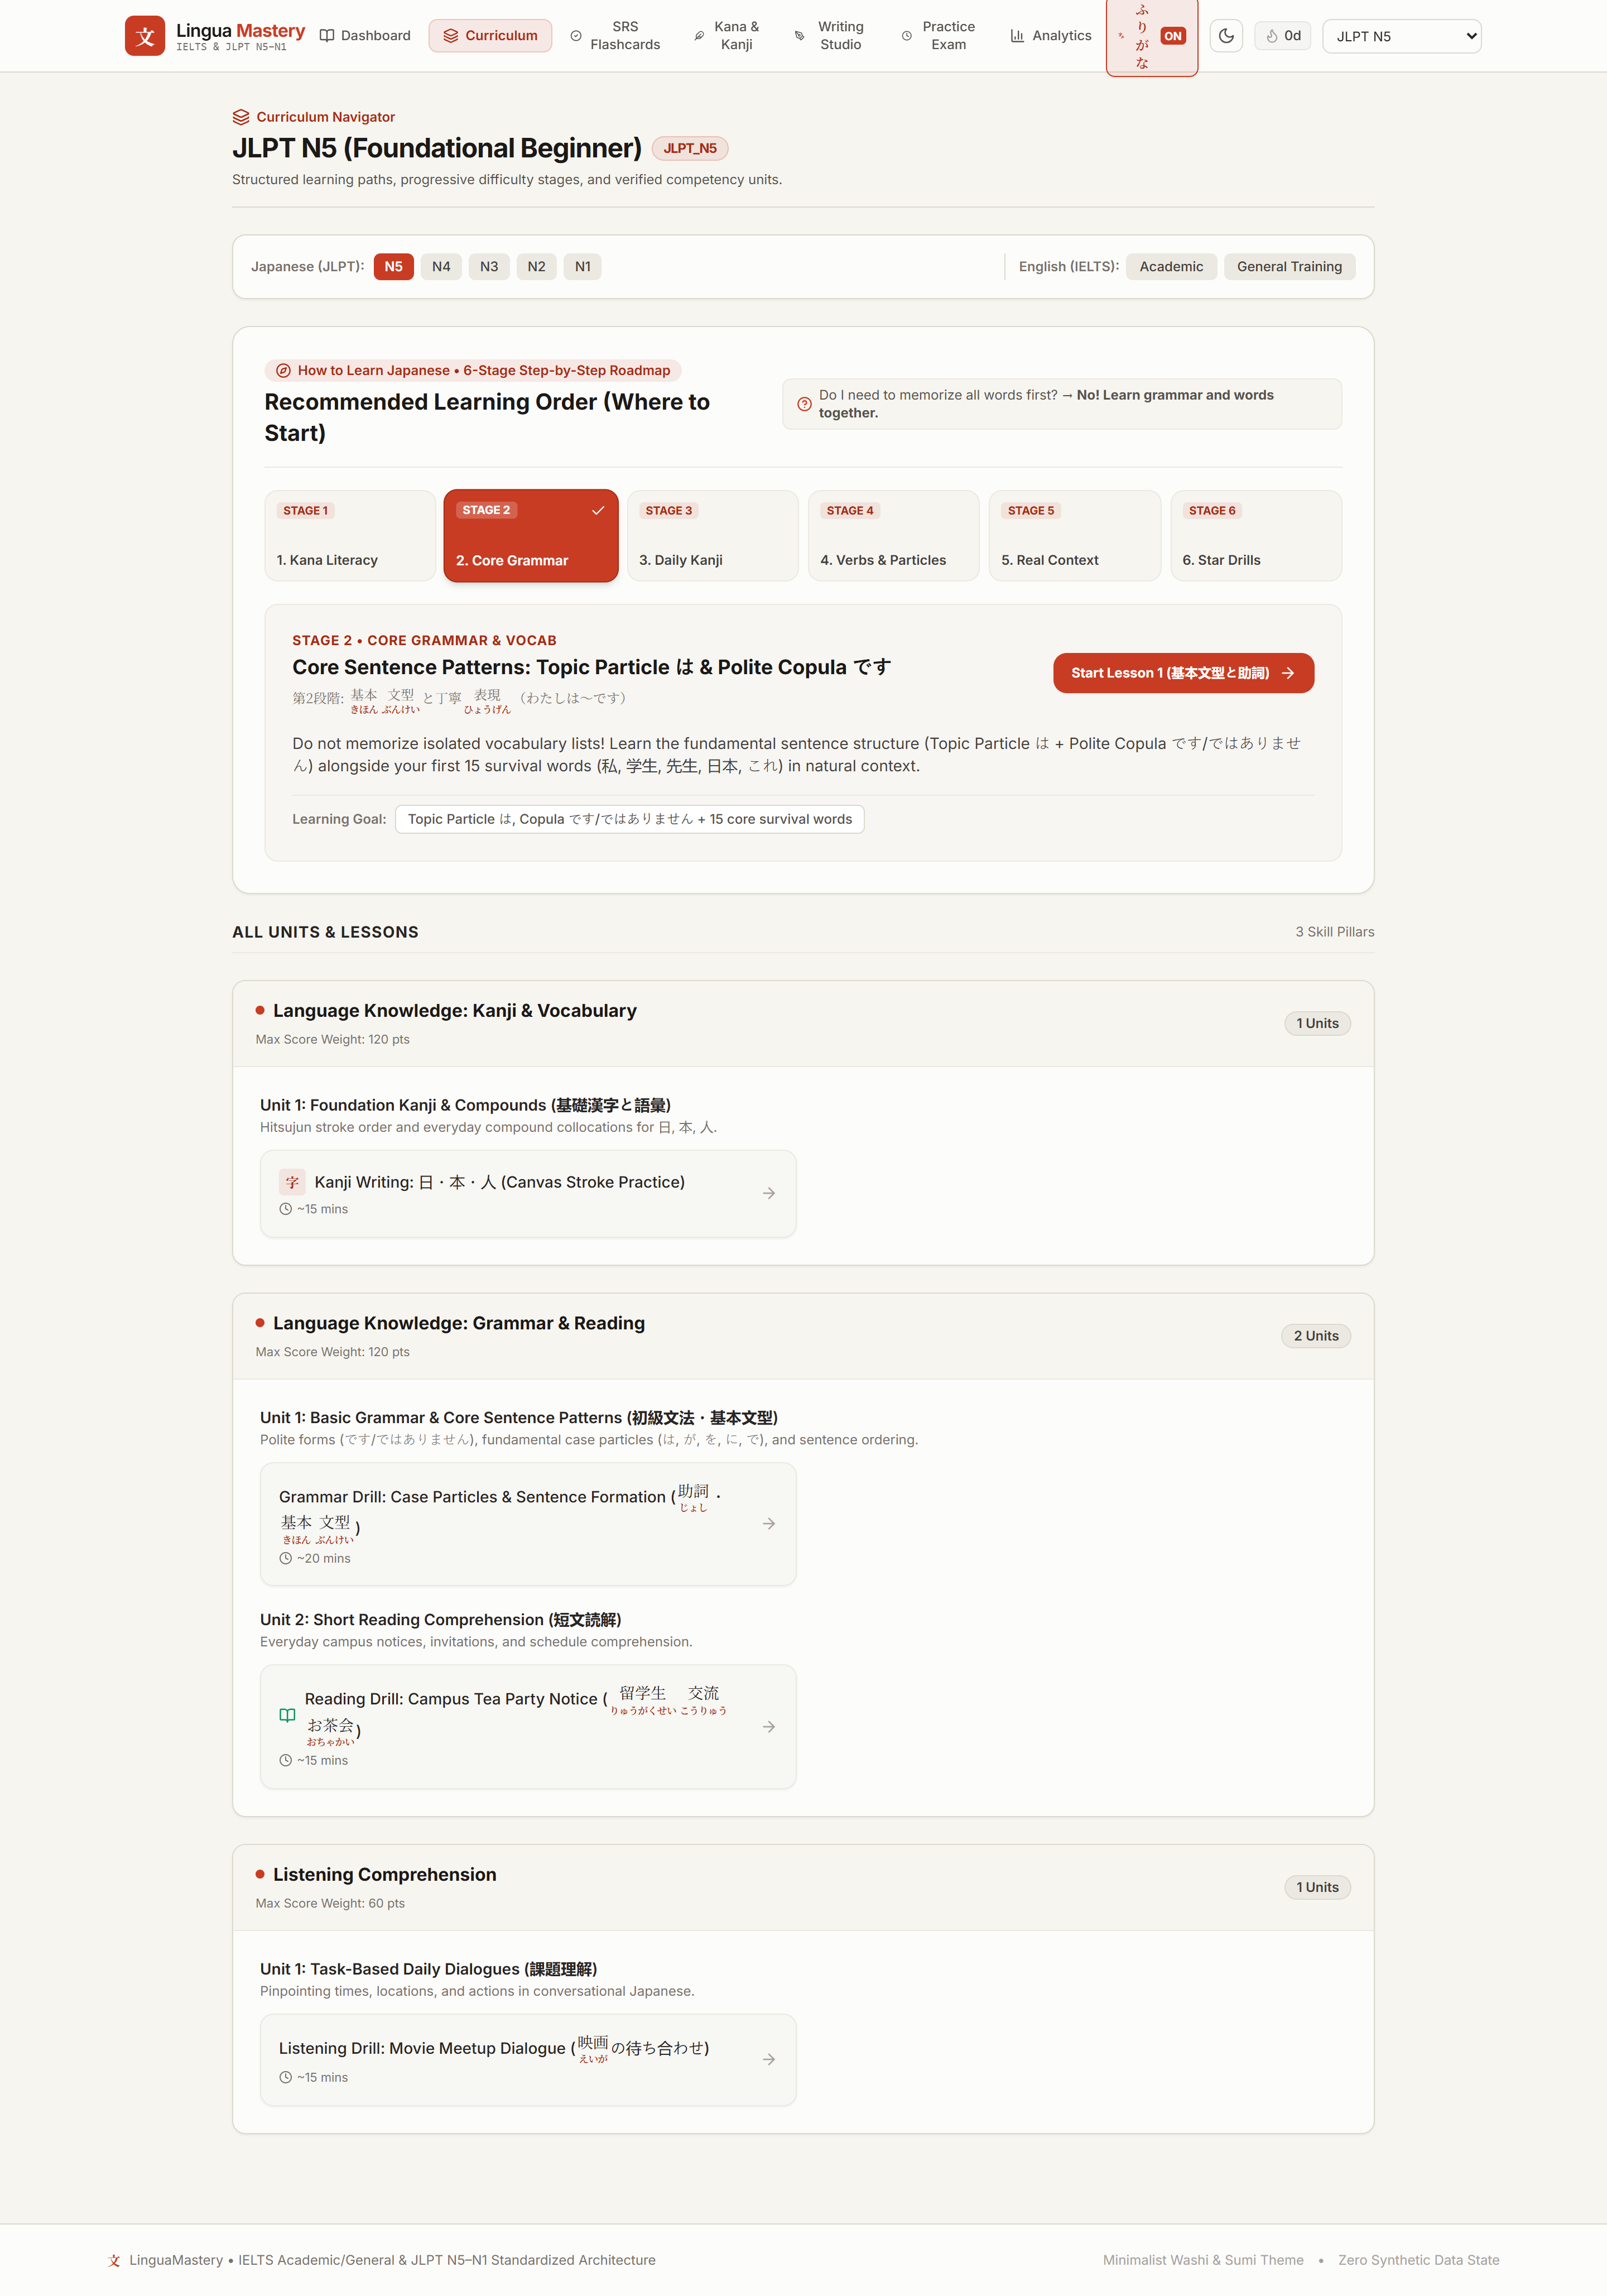 文 Lingua Mastery
IELTS & JLPT N5–N1
Dashboard
Curriculum
SRS
Flashcards
Kana &
Kanji
Writing
Studio
Practice
Exam
Analytics
ふ
り
が
な
ON
0d
JLPT N5
Curriculum Navigator
JLPT N5 (Foundational Beginner) JLPT_N5
Structured learning paths, progressive difficulty stages, and verified competency units.
Japanese (JLPT): N5 N4 N3 N2 N1
English (IELTS): Academic General Training
How to Learn Japanese • 6-Stage Step-by-Step Roadmap
Recommended Learning Order (Where to
Start)
Do I need to memorize all words first? → No! Learn grammar and words
together.
STAGE 1
1. Kana Literacy
STAGE 2
2. Core Grammar
STAGE 3
3. Daily Kanji
STAGE 4
4. Verbs & Particles
STAGE 5
5. Real Context
STAGE 6
6. Star Drills
STAGE 2 • CORE GRAMMAR & VOCAB
Core Sentence Patterns: Topic Particle は & Polite Copula です
第2段階: 基本 文型 と丁寧 表現 （わたしは〜です）
きほん ぶんけい ひょうげん
Start Lesson 1 (基本文型と助詞)
Do not memorize isolated vocabulary lists! Learn the fundamental sentence structure (Topic Particle は + Polite Copula です/ではありませ
ん) alongside your first 15 survival words (私, 学生, 先生, 日本, これ) in natural context.
Learning Goal: Topic Particle は, Copula です/ではありません + 15 core survival words
ALL UNITS & LESSONS
3 Skill Pillars
Language Knowledge: Kanji & Vocabulary
Max Score Weight: 120 pts
1 Units
Unit 1: Foundation Kanji & Compounds (基礎漢字と語彙)
Hitsujun stroke order and everyday compound collocations for 日, 本, 人.
字 Kanji Writing: 日・本・人 (Canvas Stroke Practice)
~15 mins
Language Knowledge: Grammar & Reading
Max Score Weight: 120 pts
2 Units
Unit 1: Basic Grammar & Core Sentence Patterns (初級文法・基本文型)
Polite forms (です/ではありません), fundamental case particles (は, が, を, に, で), and sentence ordering.
Grammar Drill: Case Particles & Sentence Formation (助詞・
じょし
基本 文型)
きほん ぶんけい
~20 mins
Unit 2: Short Reading Comprehension (短文読解)
Everyday campus notices, invitations, and schedule comprehension.
Reading Drill: Campus Tea Party Notice (留学生 交流
りゅうがくせい こうりゅう
お茶会)
おちゃかい
~15 mins
Listening Comprehension
Max Score Weight: 60 pts
1 Units
Unit 1: Task-Based Daily Dialogues (課題理解)
Pinpointing times, locations, and actions in conversational Japanese.
Listening Drill: Movie Meetup Dialogue (映画の待ち合わせ)
えいが
~15 mins
文 LinguaMastery • IELTS Academic/General & JLPT N5–N1 Standardized Architecture
Minimalist Washi & Sumi Theme • Zero Synthetic Data State